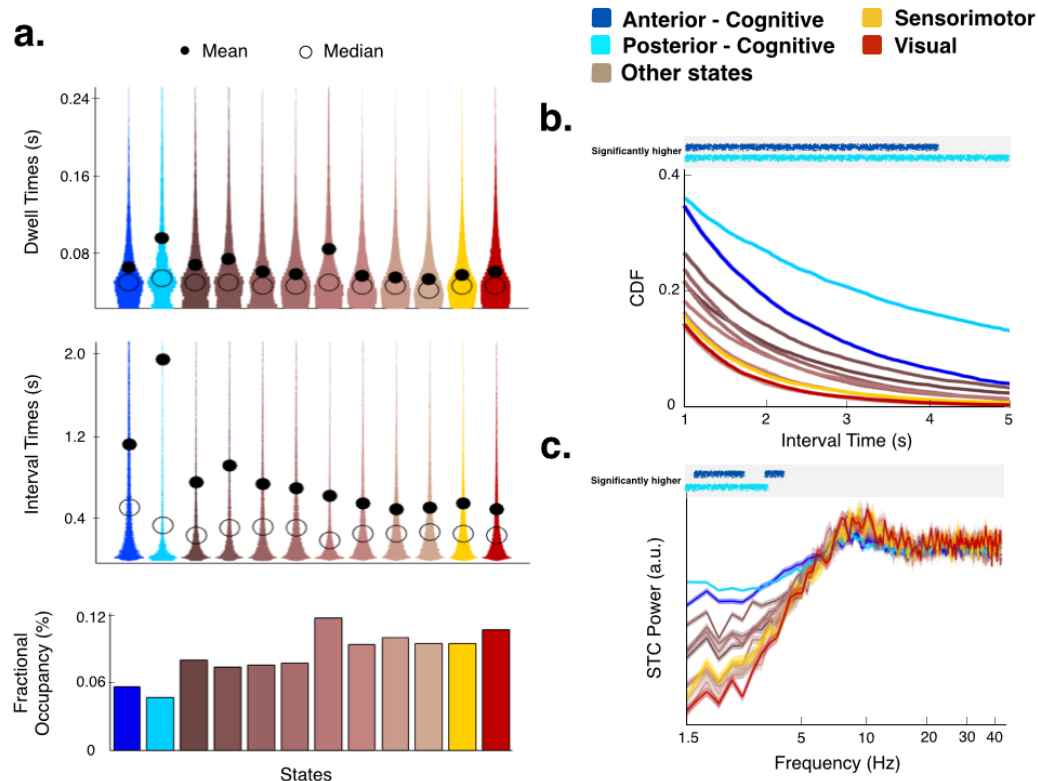 a.
Mean
Median
Dwell Times (s)
0.24
0.16
0.08
Interval Times (s)
2.0
1.2
0.4
Fractional
Occupancy (%)
0.12
0.06
0
States
Anterior - Cognitive
Sensorimotor
Posterior - Cognitive
Visual
Other states
b.
Significantly higher
CDF
0.4
0.2
0
1
2
3
4
5
Interval Time (s)
c.
Significantly higher
STC Power (a.u.)
1.5
5
10
20
30
40
Frequency (Hz)